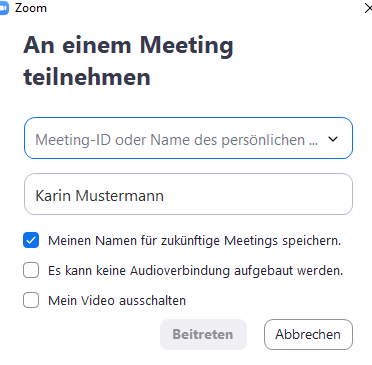 Zoom
An einem Meeting
teilnehmen
Meeting-ID oder Name des persönlichen ...
Karin Mustermann
Meinen Namen für zukünftige Meetings speichern.
Es kann keine Audioverbindung aufgebaut werden.
Mein Video ausschalten
Beitreten Abbrechen